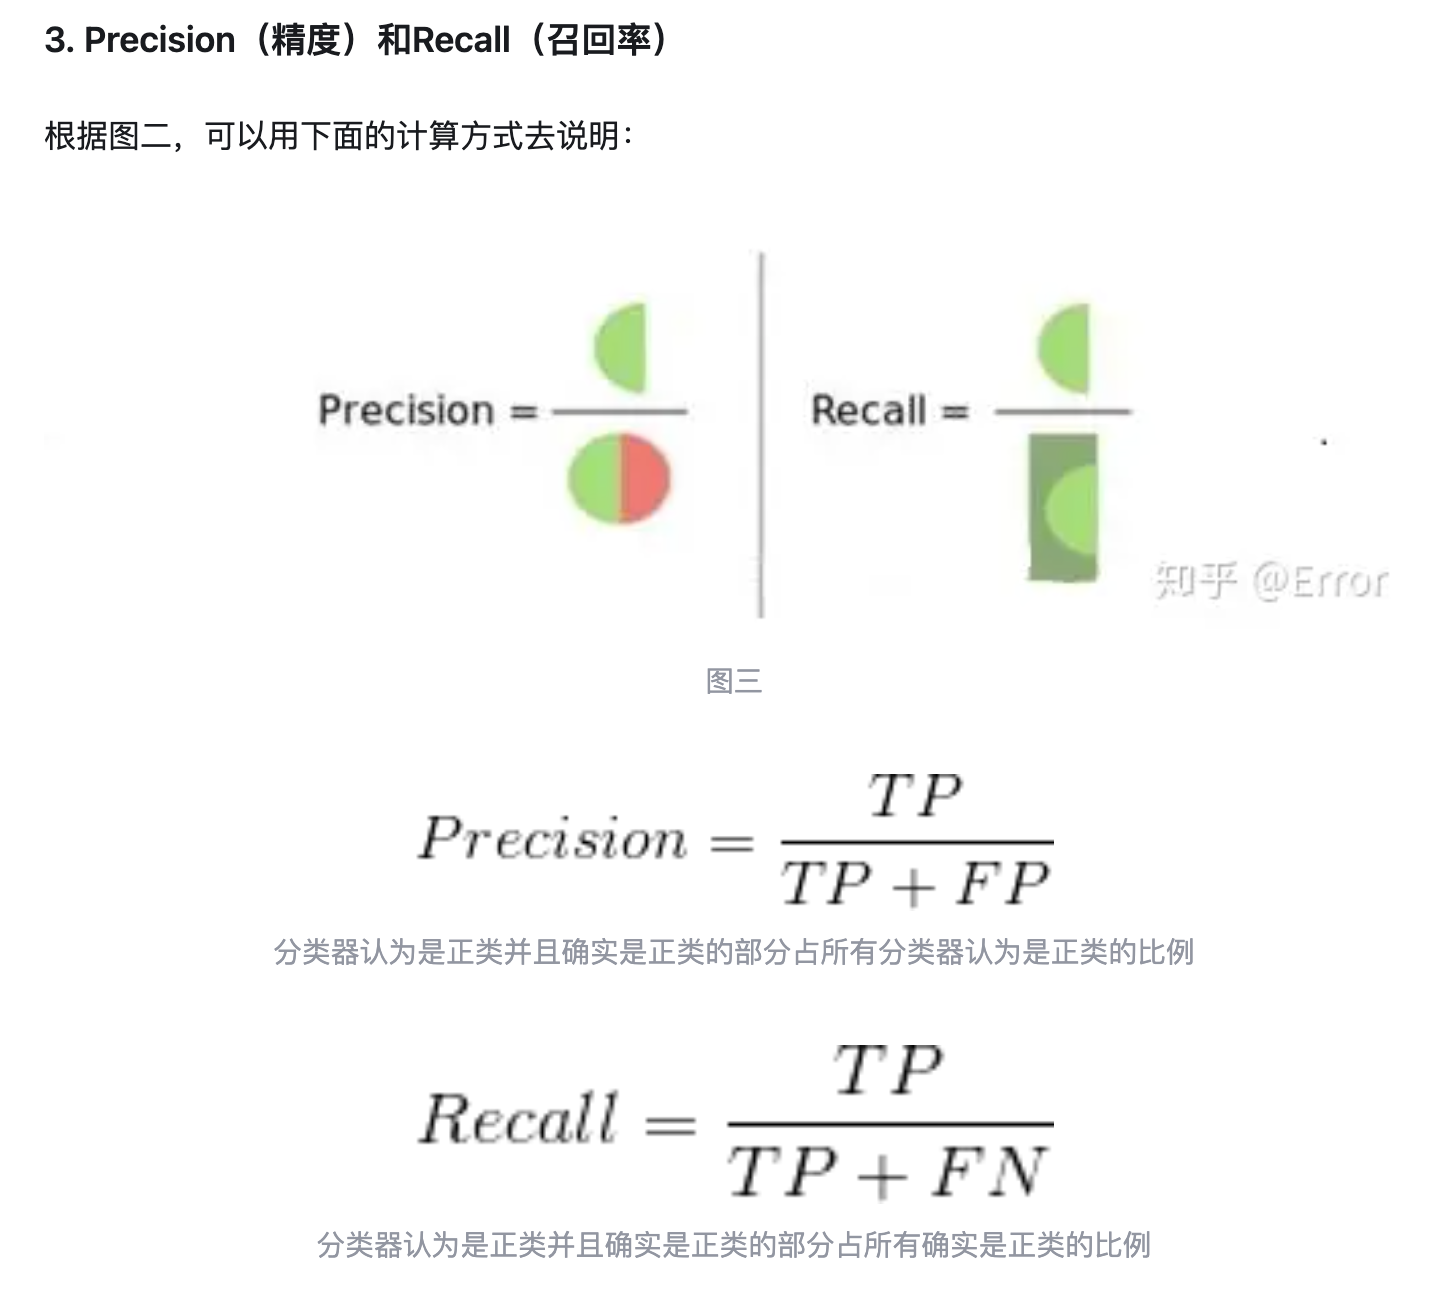 3. Precision（精度）和Recall（召回率）
根据图二，可以用下面的计算方式去说明：
Precision =
Recall =
知乎 @Error
图三
Precision = TP / TP + FP
分类器认为是正类并且确实是正类的部分占所有分类器认为是正类的比例
Recall = TP / TP + FN
分类器认为是正类并且确实是正类的部分占所有确实是正类的比例